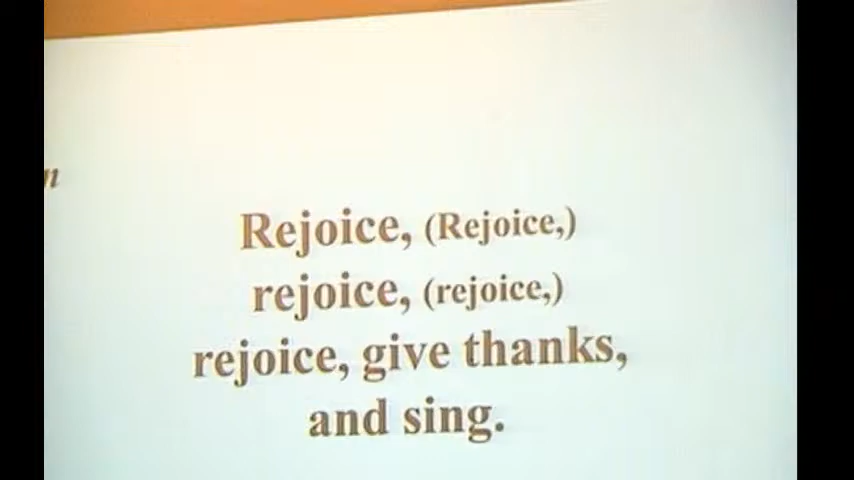 n
Rejoice, (Rejoice,)
rejoice, (rejoice,)
rejoice, give thanks,
and sing.